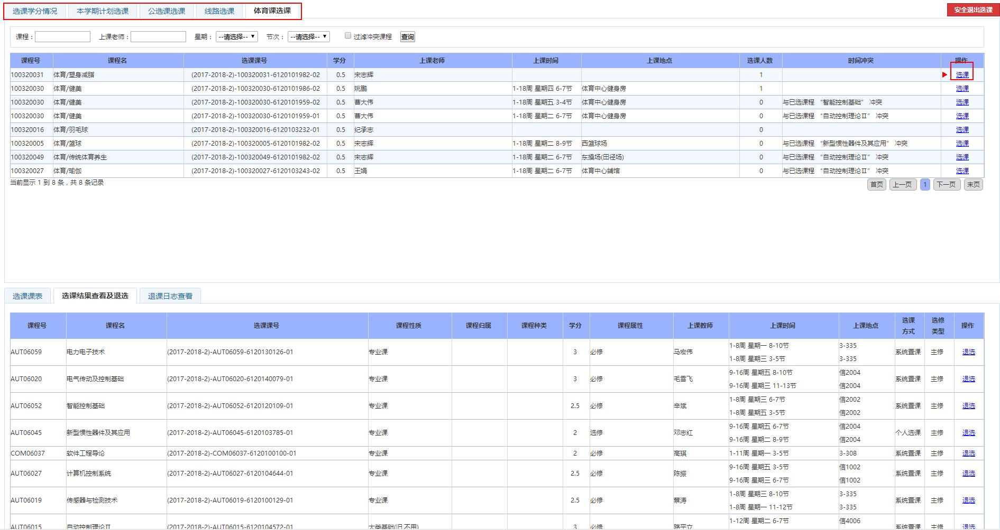 选课学分情况 本学期计划选课 公选课选课 线路选课 体育课选课 安全退出选课
课程： 上课老师： 星期： --请选择-- 节次： --请选择-- 过滤冲突课程 查询
课程号 课程名 选课课号 学分 上课老师 上课时间 上课地点 选课人数 时间冲突 操作
100320031 体育/塑身减脂 (2017-2018-2)-100320031-6120101982-02 0.5 宋志辉 1 选课
100320030 体育/健美 (2017-2018-2)-100320030-6120101986-02 0.5 姚鹏 1-18周 星期四 6-7节 体育中心健身房 1 选课
100320030 体育/健美 (2017-2018-2)-100320030-6120101959-02 0.5 曹大伟 1-18周 星期五 3-4节 体育中心健身房 0 与已选课程 “智能控制基础” 冲突 选课
100320030 体育/健美 (2017-2018-2)-100320030-6120101959-01 0.5 曹大伟 1-18周 星期二 6-7节 体育中心健身房 0 与已选课程 “自动控制理论Ⅱ” 冲突 选课
100320016 体育/羽毛球 (2017-2018-2)-100320016-6120103232-01 0.5 纪承志 0 选课
100320005 体育/篮球 (2017-2018-2)-100320005-6120101982-02 0.5 宋志辉 1-18周 星期二 8-9节 西篮球场 0 与已选课程 “新型惯性器件及其应用” 冲突 选课
100320049 体育/传统体育养生 (2017-2018-2)-100320049-6120101982-02 0.5 宋志辉 1-18周 星期二 6-7节 东操场(田径场) 0 与已选课程 “自动控制理论Ⅱ” 冲突 选课
100320027 体育/瑜伽 (2017-2018-2)-100320027-6120103243-02 0.5 王娟 1-18周 星期二 6-7节 体育中心辅馆 0 与已选课程 “自动控制理论Ⅱ” 冲突 选课
当前显示 1 到 8 条，共 8 条记录 首页 上一页 1 下一页 末页
选课课表 选课结果查看及退选 退课日志查看
课程号 课程名 选课课号 课程性质 课程归属 课程种类 学分 课程属性 上课教师 上课时间 上课地点 选课方式 选修类型 操作
AUT06059 电力电子技术 (2017-2018-2)-AUT06059-6120130126-01 专业课 3 必修 马宏伟 1-8周 星期一 8-10节 3-335 系统置课 主修 退选
1-8周 星期三 3-5节 3-335
AUT06020 电气传动及控制基础 (2017-2018-2)-AUT06020-6120140079-01 专业课 3 必修 毛雪飞 9-16周 星期五 8-10节 信2004 系统置课 主修 退选
9-16周 星期三 11-13节 信2004
AUT06052 智能控制基础 (2017-2018-2)-AUT06052-6120120109-01 专业课 2.5 必修 辛斌 1-8周 星期三 6-7节 信2002 系统置课 主修 退选
1-8周 星期五 3-5节 信2002
AUT06045 新型惯性器件及其应用 (2017-2018-2)-AUT06045-6120103785-01 专业课 2 选修 邓志红 9-16周 星期五 6-7节 信2004 个人选课 主修 退选
9-16周 星期二 8-9节 信2004
COM06037 软件工程导论 (2017-2018-2)-COM06037-6120100100-01 专业课 2 必修 高琪 1-11周 星期一 3-5节 3-308 系统置课 主修 退选
AUT06027 计算机控制系统 (2017-2018-2)-AUT06027-6120104644-01 专业课 2.5 必修 陈振 9-16周 星期五 3-5节 信1002 系统置课 主修 退选
9-16周 星期三 6-7节 信1002
AUT06019 传感器与检测技术 (2017-2018-2)-AUT06019-6120100129-01 专业课 2.5 必修 蔡涛 1-8周 星期三 8-10节 3-335 系统置课 主修 退选
1-8周 星期一 11-12节 3-335
AUT06015 自动控制理论Ⅱ (2017-2018-2)-AUT06015-6120104572-01 大类基础(旧,不用) 3 必修 路平立 1-12周 星期二 6-7节 信4006 系统置课 主修 退选